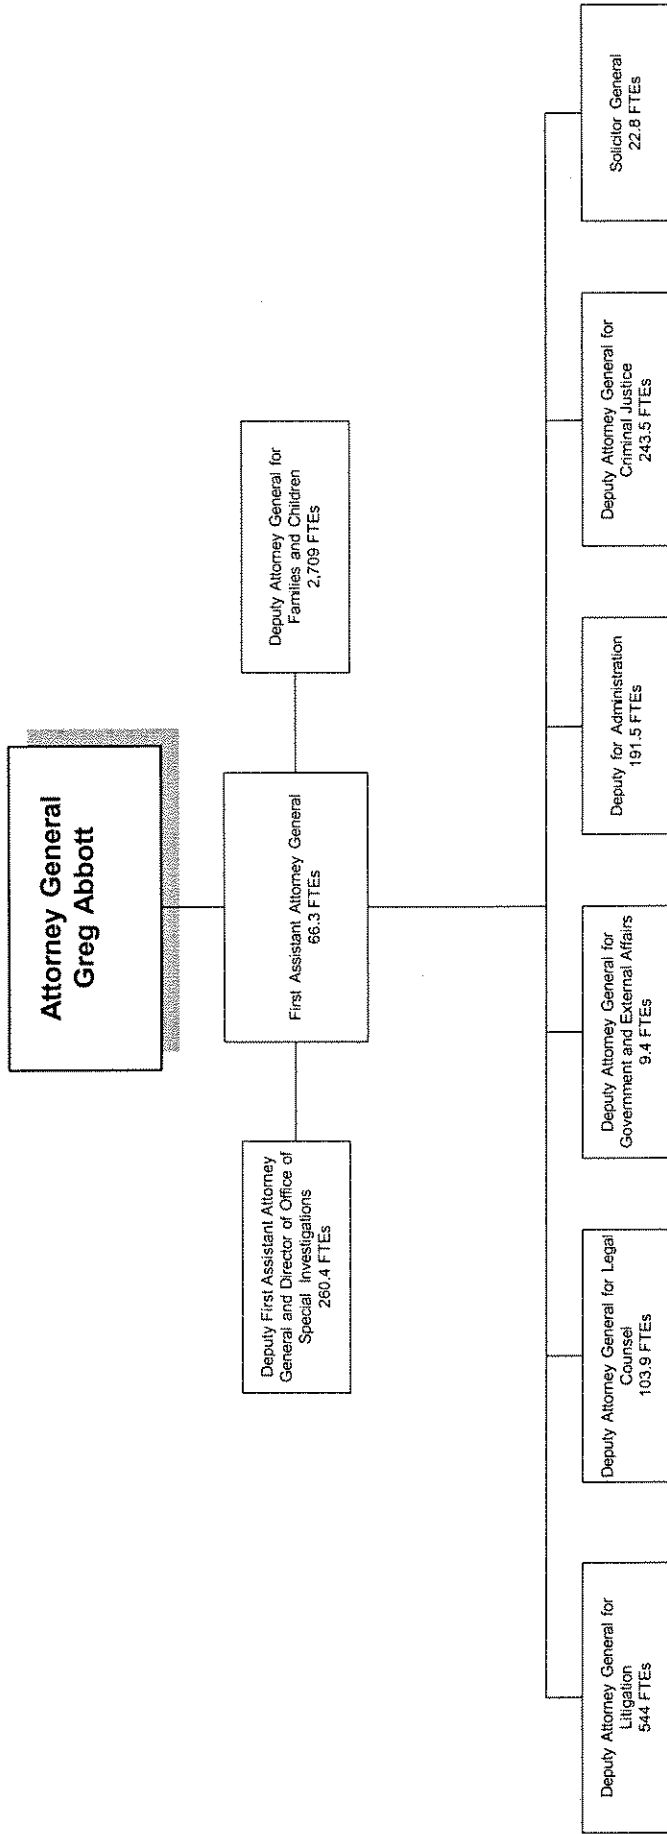 Attorney General
Greg Abbott
First Assistant Attorney General
66.3 FTEs
Deputy First Assistant Attorney
General and Director of Office of
Special Investigations
260.4 FTEs
Deputy Attorney General for
Families and Children
2,709 FTEs
Deputy Attorney General for
Litigation
544 FTEs
Deputy Attorney General for Legal
Counsel
103.9 FTEs
Deputy Attorney General for
Government and External Affairs
9.4 FTEs
Deputy for Administration
191.5 FTEs
Deputy Attorney General for
Criminal Justice
243.5 FTEs
Solicitor General
22.8 FTEs